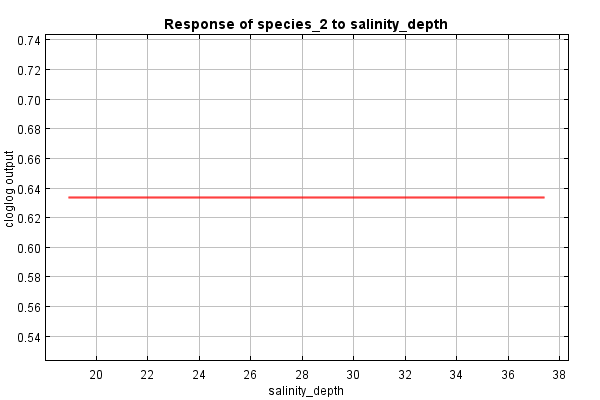 Response of species_2 to salinity_depth
0.74
0.72
0.70
0.68
0.66
0.64
0.62
0.60
0.58
0.56
0.54
cloglog output
20 22 24 26 28 30 32 34 36 38
salinity_depth